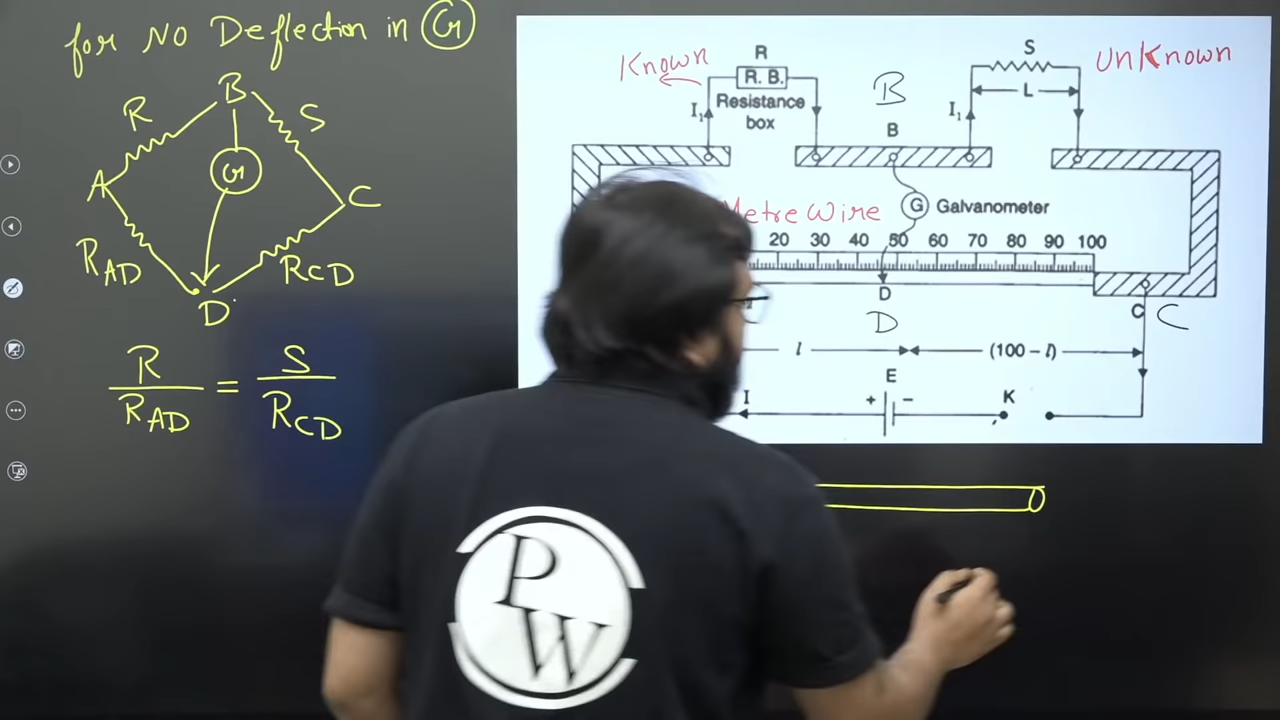 for NO Deflection in G
B
R
S
G
A
C
R_AD
R_CD
D
R/R_AD = S/R_CD
Known
R
R. B.
Resistance
box
I₁
B
B
I₁
S
L
UnKnown
Metre Wire
G Galvanometer
20 30 40 50 60 70 80 90 100
D
D
C C
l
(100 – l)
I
E
+ –
K
PW